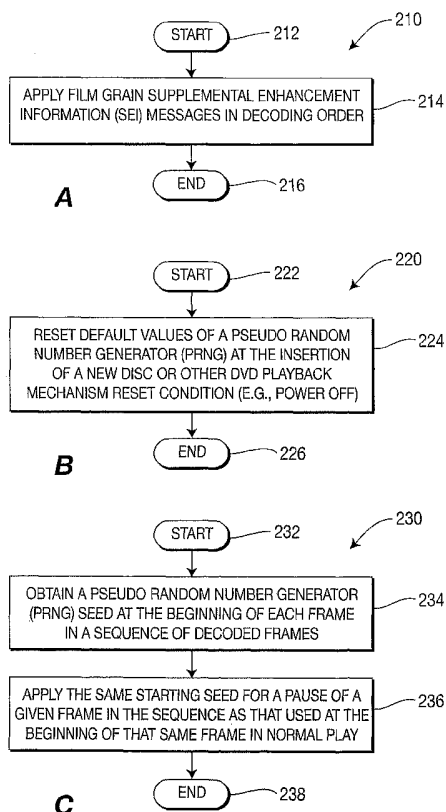 START
212
210
APPLY FILM GRAIN SUPPLEMENTAL ENHANCEMENT
INFORMATION (SEI) MESSAGES IN DECODING ORDER
214
END
216
A
START
222
220
RESET DEFAULT VALUES OF A PSEUDO RANDOM
NUMBER GENERATOR (PRNG) AT THE INSERTION
OF A NEW DISC OR OTHER DVD PLAYBACK
MECHANISM RESET CONDITION (E.G., POWER OFF)
224
END
226
B
START
232
230
OBTAIN A PSEUDO RANDOM NUMBER GENERATOR
(PRNG) SEED AT THE BEGINNING OF EACH FRAME
IN A SEQUENCE OF DECODED FRAMES
234
APPLY THE SAME STARTING SEED FOR A PAUSE OF A
GIVEN FRAME IN THE SEQUENCE AS THAT USED AT THE
BEGINNING OF THAT SAME FRAME IN NORMAL PLAY
236
END
238
C